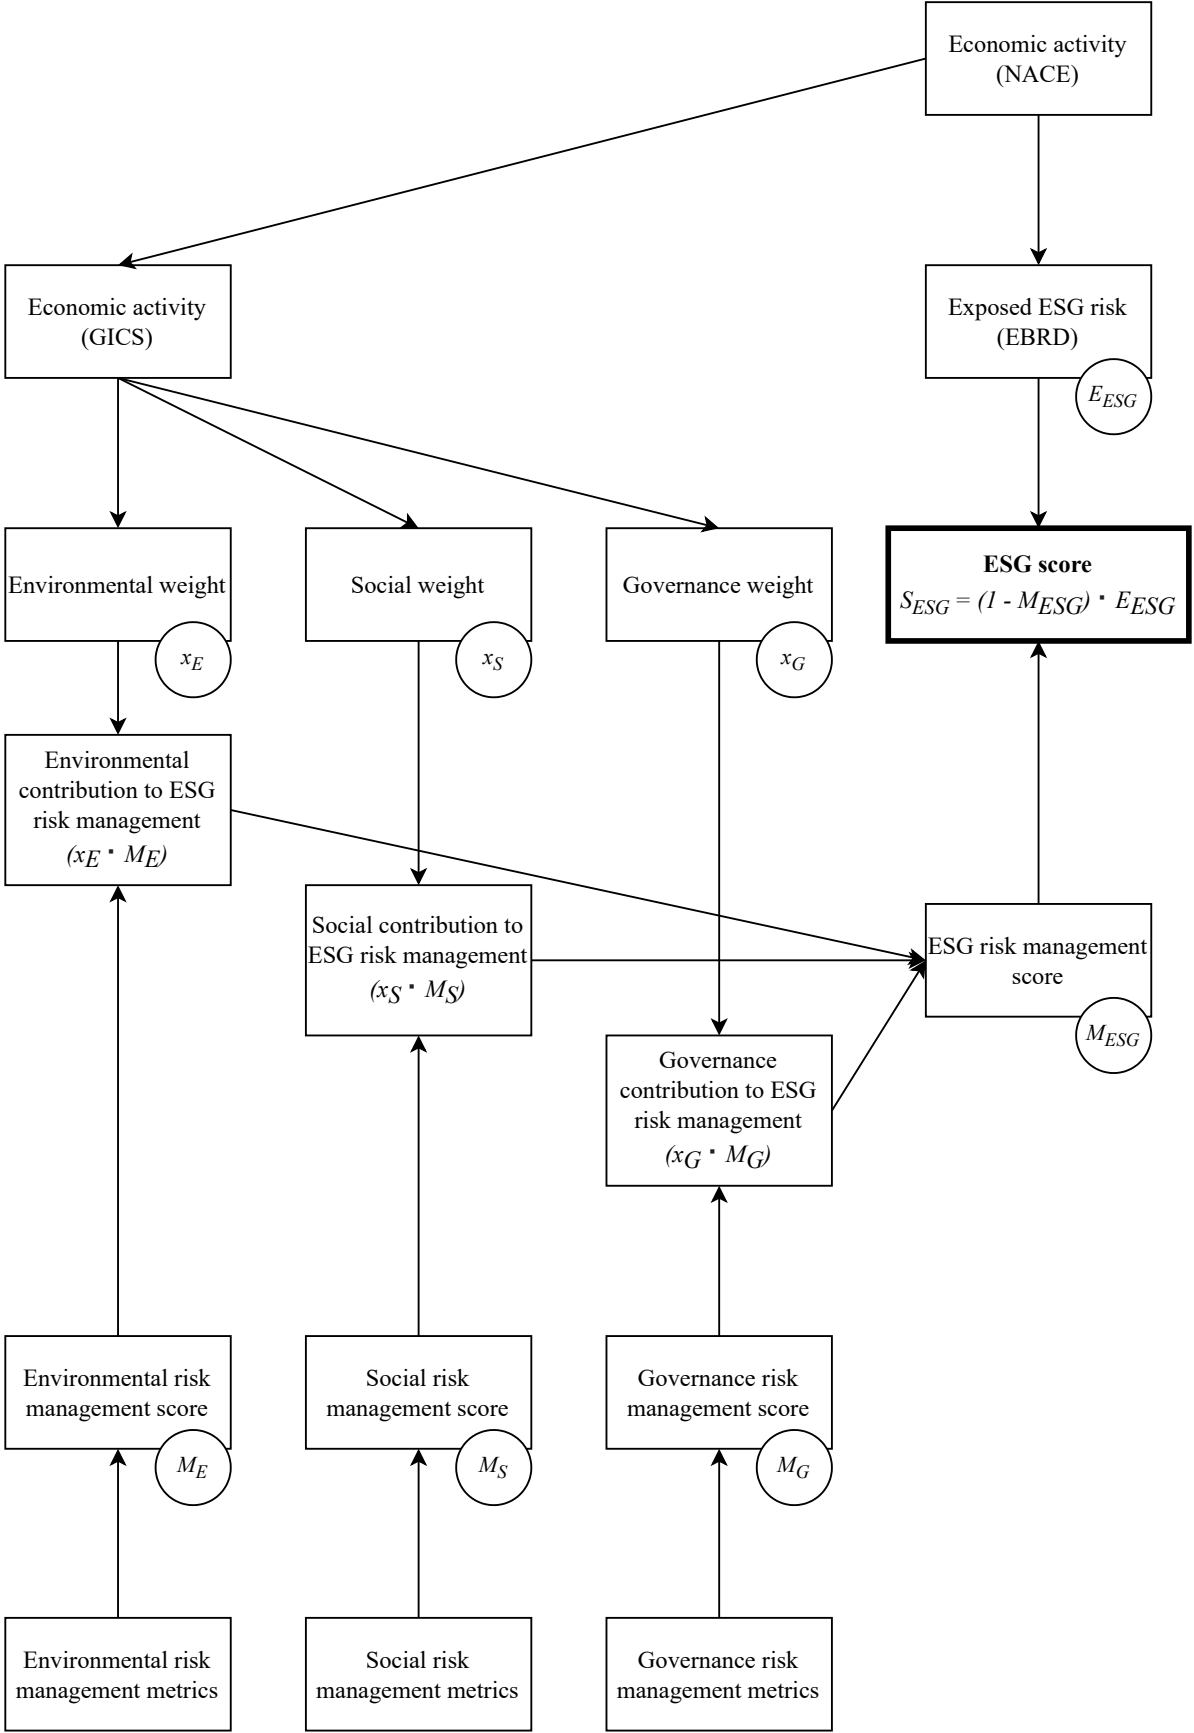 Economic activity
(NACE)
Economic activity
(GICS)
Exposed ESG risk
(EBRD)
E_ESG
Environmental weight
x_E
Social weight
x_S
Governance weight
x_G
ESG score
S_ESG = (1 - M_ESG) · E_ESG
Environmental
contribution to ESG
risk management
(x_E · M_E)
Social contribution to
ESG risk management
(x_S · M_S)
ESG risk management
score
M_ESG
Governance
contribution to ESG
risk management
(x_G · M_G)
Environmental risk
management score
M_E
Social risk
management score
M_S
Governance risk
management score
M_G
Environmental risk
management metrics
Social risk
management metrics
Governance risk
management metrics